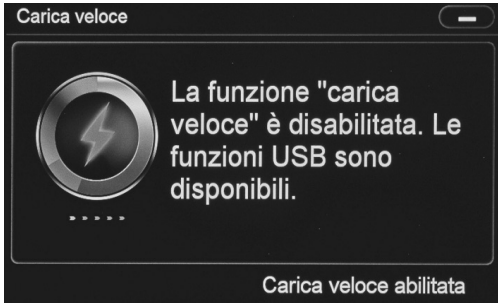 Carica veloce
La funzione "carica
veloce" è disabilitata. Le
funzioni USB sono
disponibili.
Carica veloce abilitata